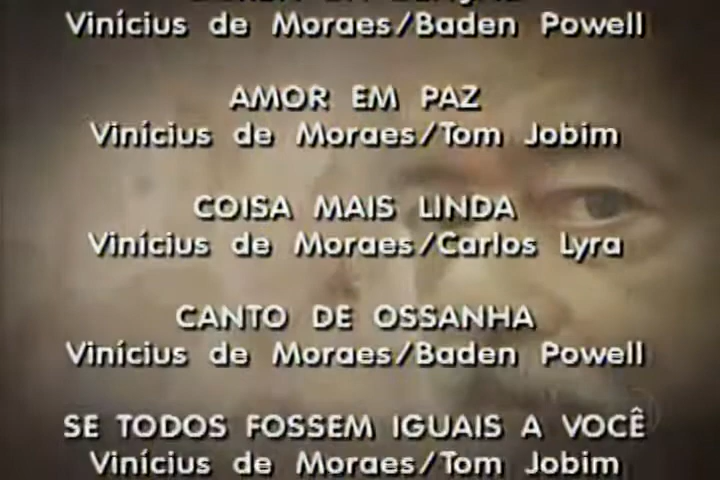 Vinícius de Moraes/Baden Powell
AMOR EM PAZ
Vinícius de Moraes/Tom Jobim
COISA MAIS LINDA
Vinícius de Moraes/Carlos Lyra
CANTO DE OSSANHA
Vinícius de Moraes/Baden Powell
SE TODOS FOSSEM IGUAIS A VOCÊ
Vinícius de Moraes/Tom Jobim